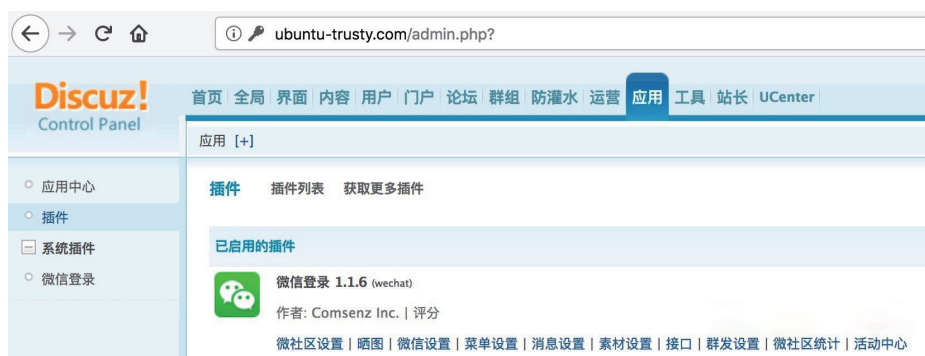 ubuntu-trusty.com/admin.php?
Discuz!
Control Panel
首页 全局 界面 内容 用户 门户 论坛 群组 防灌水 运营 应用 工具 站长 UCenter
应用 [+]
应用中心
插件
系统插件
微信登录
插件 插件列表 获取更多插件
已启用的插件
微信登录 1.1.6 (wechat)
作者: Comsenz Inc. | 评分
微社区设置 | 晒图 | 微信设置 | 菜单设置 | 消息设置 | 素材设置 | 接口 | 群发设置 | 微社区统计 | 活动中心